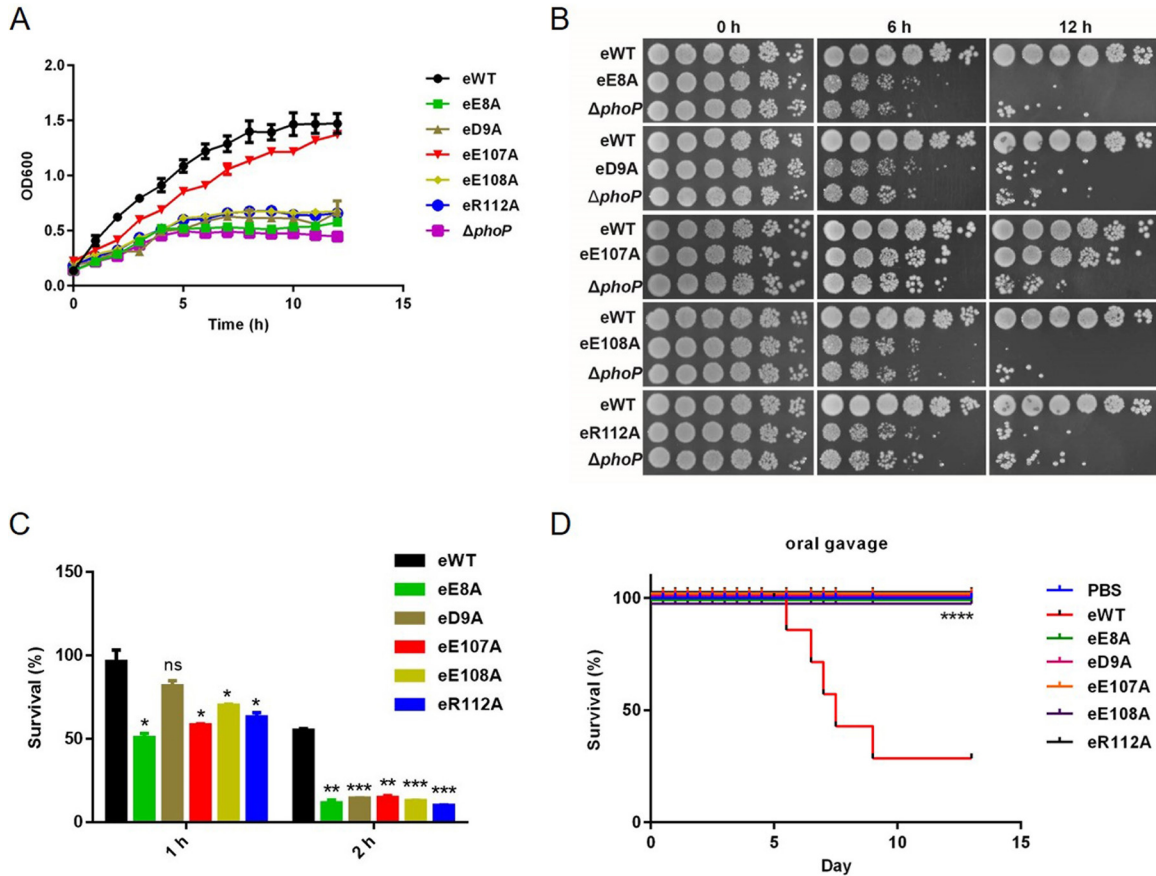 A
2.0
1.5
1.0
0.5
0.0
OD600
0
5
10
15
Time (h)
eWT
eE8A
eD9A
eE107A
eE108A
eR112A
ΔphoP
B
0 h 6 h 12 h
eWT
eE8A
ΔphoP
eWT
eD9A
ΔphoP
eWT
eE107A
ΔphoP
eWT
eE108A
ΔphoP
eWT
eR112A
ΔphoP
C
150
100
50
0
Survival (%)
* ns * * *
** *** ** *** ***
1 h 2 h
eWT
eE8A
eD9A
eE107A
eE108A
eR112A
D
oral gavage
100
50
0
Survival (%)
****
0 5 10 15
Day
PBS
eWT
eE8A
eD9A
eE107A
eE108A
eR112A